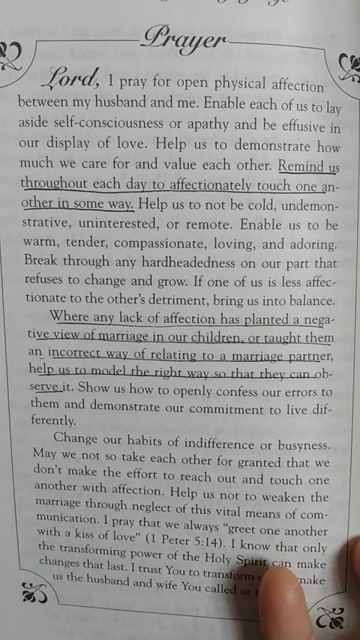 Prayer
Lord, I pray for open physical affection
between my husband and me. Enable each of us to lay
aside self-consciousness or apathy and be effusive in
our display of love. Help us to demonstrate how
much we care for and value each other. Remind us
throughout each day to affectionately touch one an-
other in some way. Help us to not be cold, undemon-
strative, uninterested, or remote. Enable us to be
warm, tender, compassionate, loving, and adoring.
Break through any hardheadedness on our part that
refuses to change and grow. If one of us is less affec-
tionate to the other's detriment, bring us into balance.
Where any lack of affection has planted a nega-
tive view of marriage in our children, or taught them
an incorrect way of relating to a marriage partner,
help us to model the right way so that they can ob-
serve it. Show us how to openly confess our errors to
them and demonstrate our commitment to live dif-
ferently.
Change our habits of indifference or busyness.
May we not so take each other for granted that we
don't make the effort to reach out and touch one
another with affection. Help us not to weaken the
marriage through neglect of this vital means of com-
munication. I pray that we always "greet one another
with a kiss of love" (1 Peter 5:14). I know that only
the transforming power of the Holy Spirit can make
changes that last. I trust You to transform make
us the husband and wife You called us